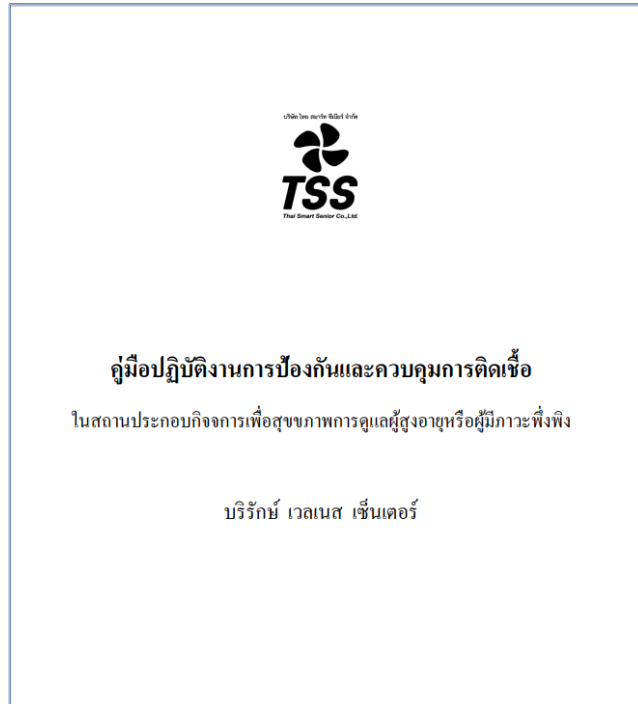 บริษัท ไทย สมาร์ท ซีเนียร์ จำกัด
TSS
Thai Smart Senior Co.,Ltd.
คู่มือปฏิบัติงานการป้องกันและควบคุมการติดเชื้อ
ในสถานประกอบกิจการเพื่อสุขภาพการดูแลผู้สูงอายุหรือผู้มีภาวะพึ่งพิง
บริรักษ์ เวลเนส เซ็นเตอร์